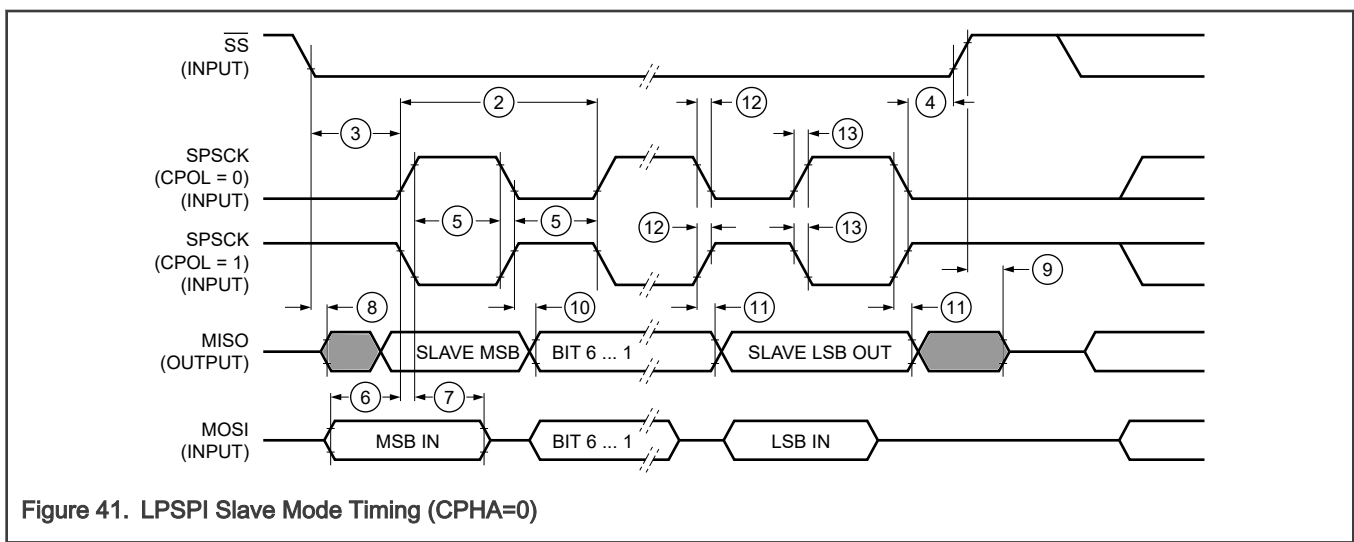 SS
(INPUT)
2
12
4
3
13
SPSCK
(CPOL = 0)
(INPUT)
5
5
12
13
SPSCK
(CPOL = 1)
(INPUT)
9
8
10
11
11
MISO
(OUTPUT)
SLAVE MSB
BIT 6 ... 1
SLAVE LSB OUT
6
7
MOSI
(INPUT)
MSB IN
BIT 6 ... 1
LSB IN
Figure 41. LPSPI Slave Mode Timing (CPHA=0)